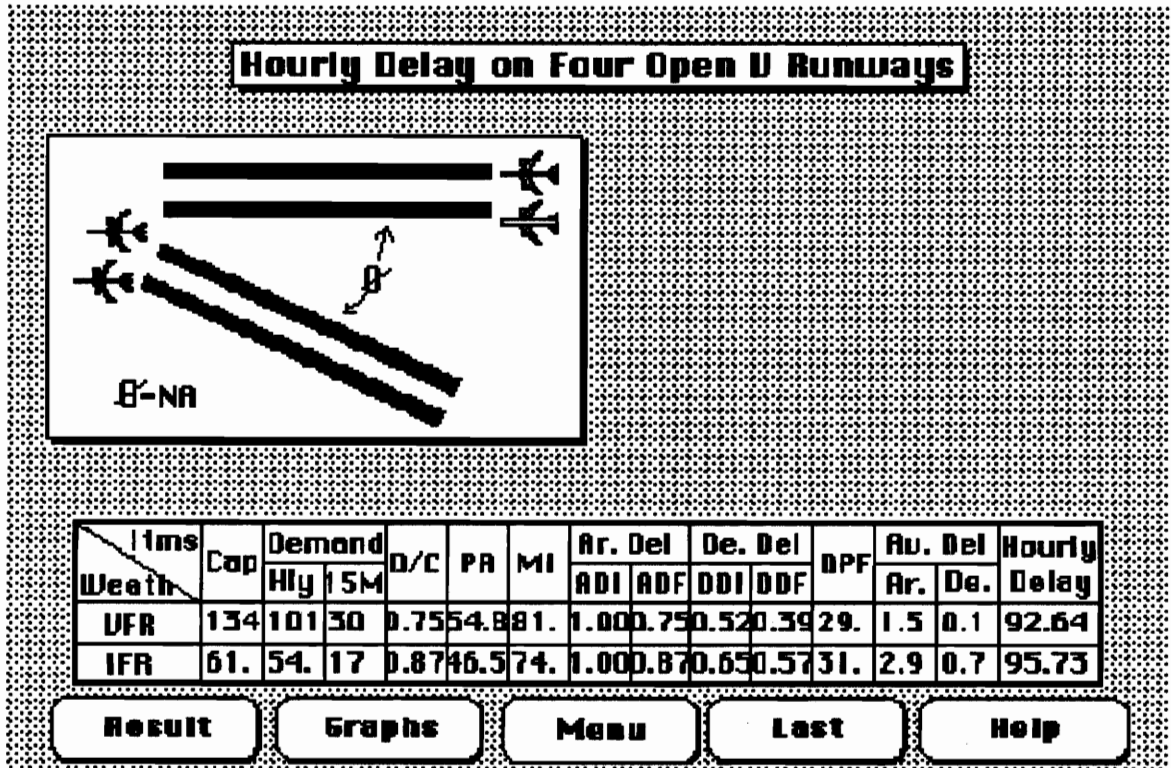 Hourly Delay on Four Open V Runways
θ
θ-NA
Itms Weath Cap Demand D/C PA MI Ar. Del De. Del DPF Av. Del Hourly Delay
Hly 15M ADI ADF DDI DDF Ar. De.
VFR 134 101 30 0.75 54.8 81. 1.00 0.75 0.52 0.39 29. 1.5 0.1 92.64
IFR 61. 54. 17 0.87 46.5 74. 1.00 0.87 0.65 0.57 31. 2.9 0.7 95.73
Result Graphs Menu Last Help